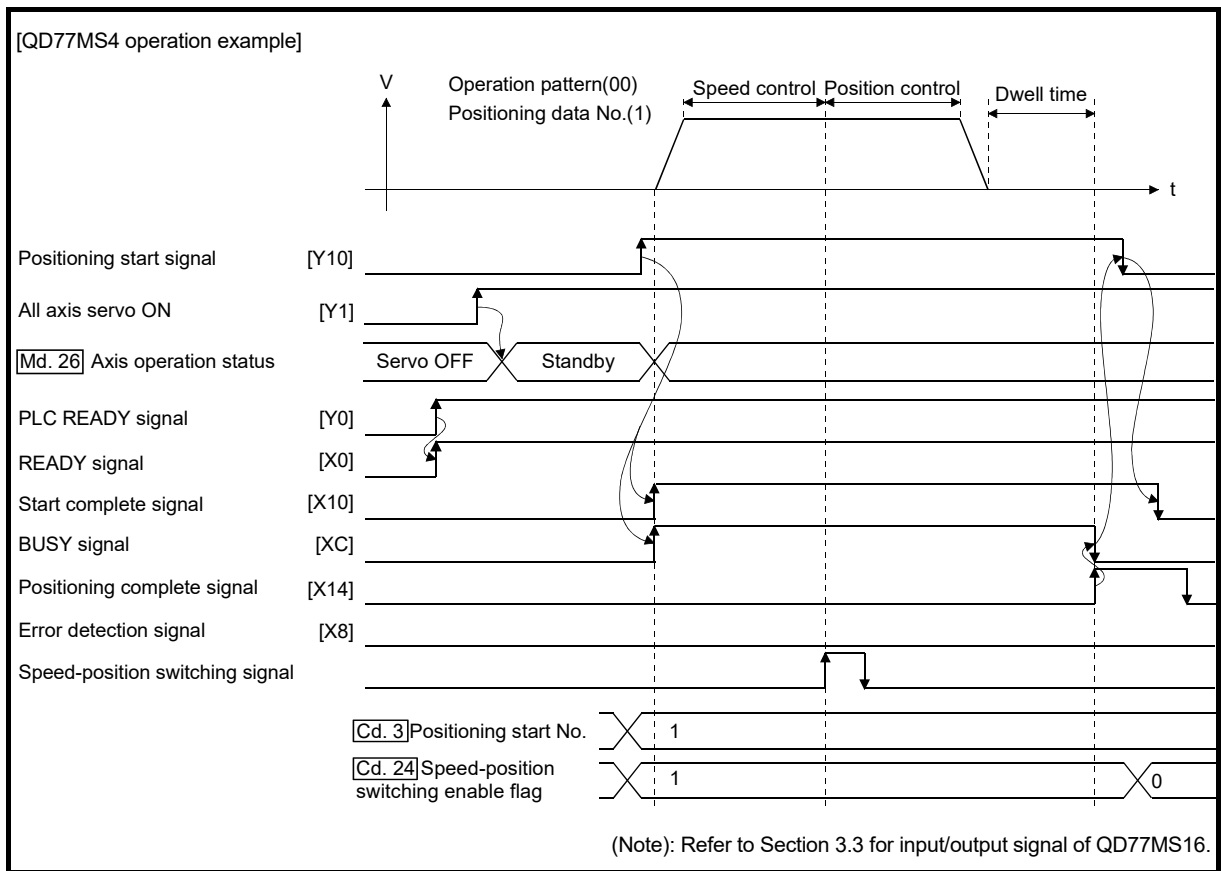 [QD77MS4 operation example]
V
Operation pattern(00)
Positioning data No.(1)
Speed control
Position control
Dwell time
t
Positioning start signal [Y10]
All axis servo ON [Y1]
Md. 26 Axis operation status
Servo OFF
Standby
PLC READY signal [Y0]
READY signal [X0]
Start complete signal [X10]
BUSY signal [XC]
Positioning complete signal [X14]
Error detection signal [X8]
Speed-position switching signal
Cd. 3 Positioning start No.
1
Cd. 24 Speed-position
switching enable flag
1
0
(Note): Refer to Section 3.3 for input/output signal of QD77MS16.